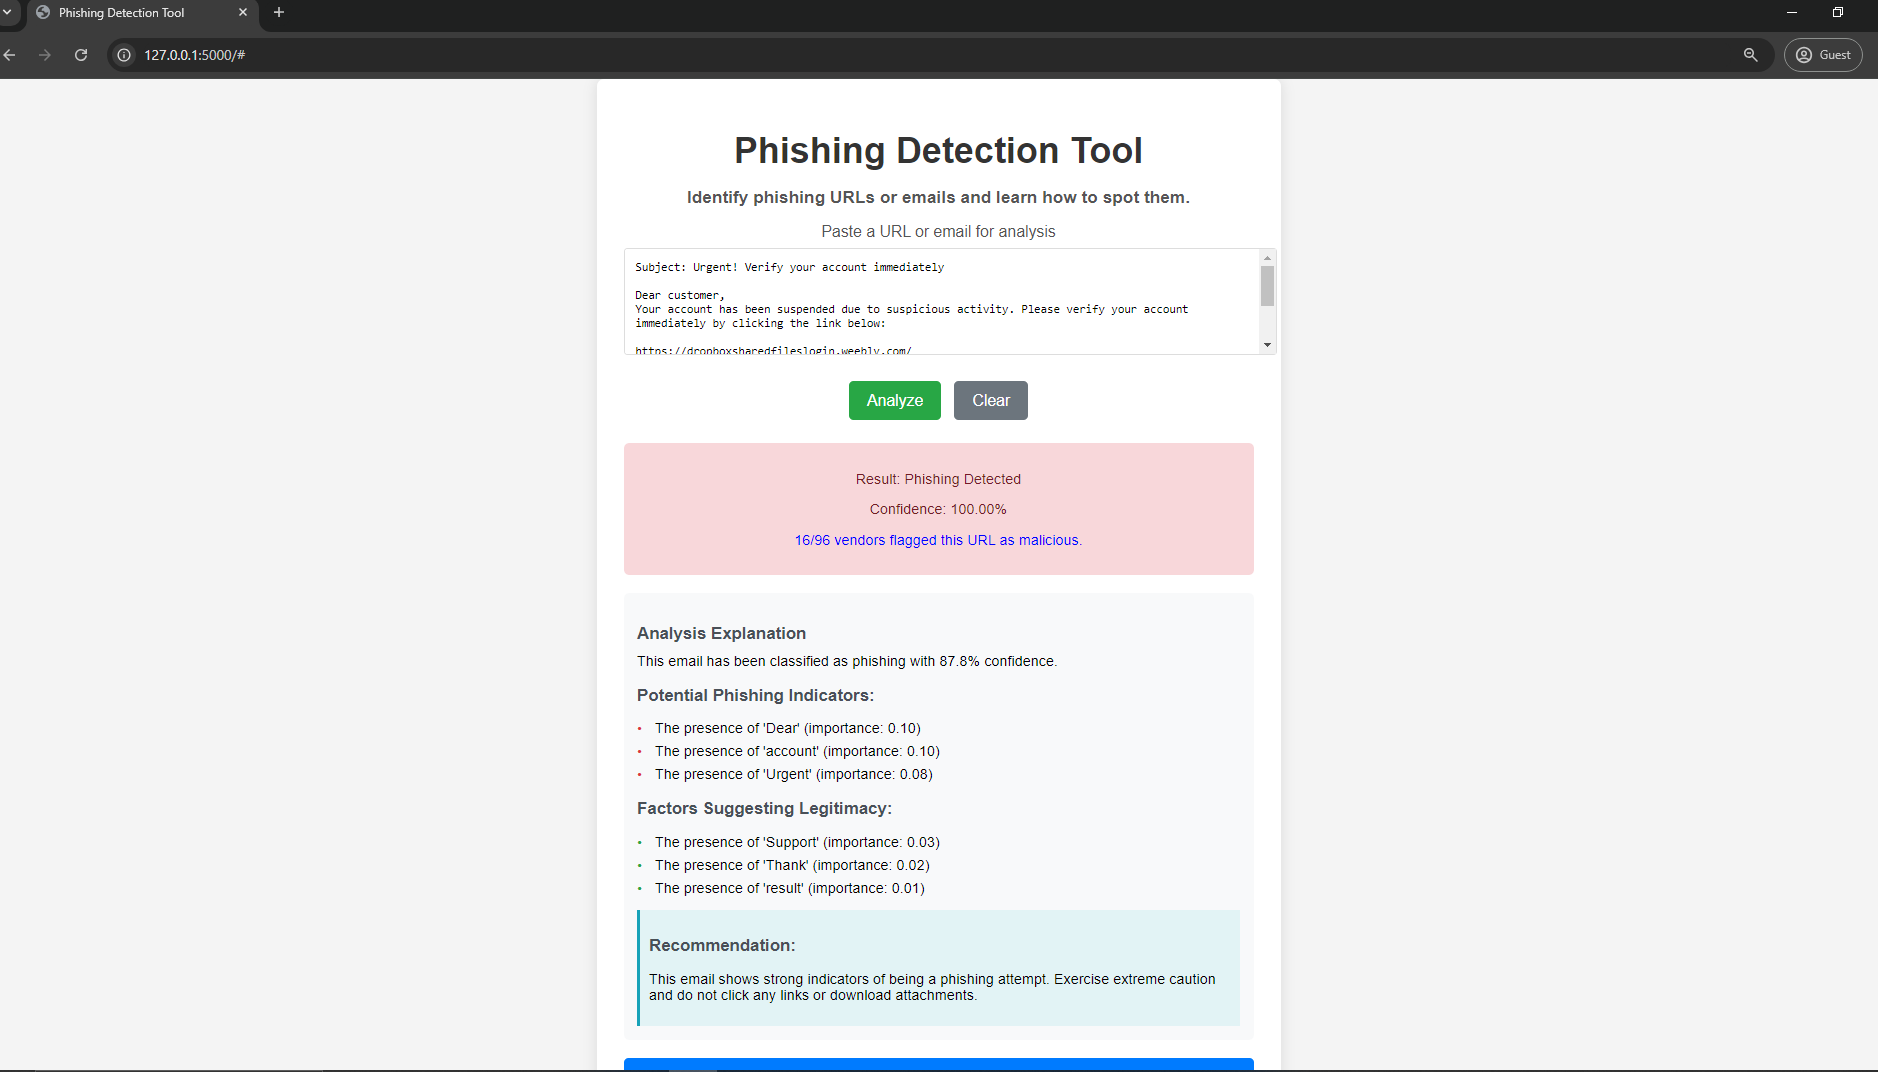 Phishing Detection Tool
127.0.0.1:5000/#
Guest
Phishing Detection Tool
Identify phishing URLs or emails and learn how to spot them.
Paste a URL or email for analysis
Subject: Urgent! Verify your account immediately
Dear customer,
Your account has been suspended due to suspicious activity. Please verify your account
immediately by clicking the link below:
https://dropboxsharedfileslogin.weebly.com/
Analyze
Clear
Result: Phishing Detected
Confidence: 100.00%
16/96 vendors flagged this URL as malicious.
Analysis Explanation
This email has been classified as phishing with 87.8% confidence.
Potential Phishing Indicators:
• The presence of 'Dear' (importance: 0.10)
• The presence of 'account' (importance: 0.10)
• The presence of 'Urgent' (importance: 0.08)
Factors Suggesting Legitimacy:
• The presence of 'Support' (importance: 0.03)
• The presence of 'Thank' (importance: 0.02)
• The presence of 'result' (importance: 0.01)
Recommendation:
This email shows strong indicators of being a phishing attempt. Exercise extreme caution
and do not click any links or download attachments.